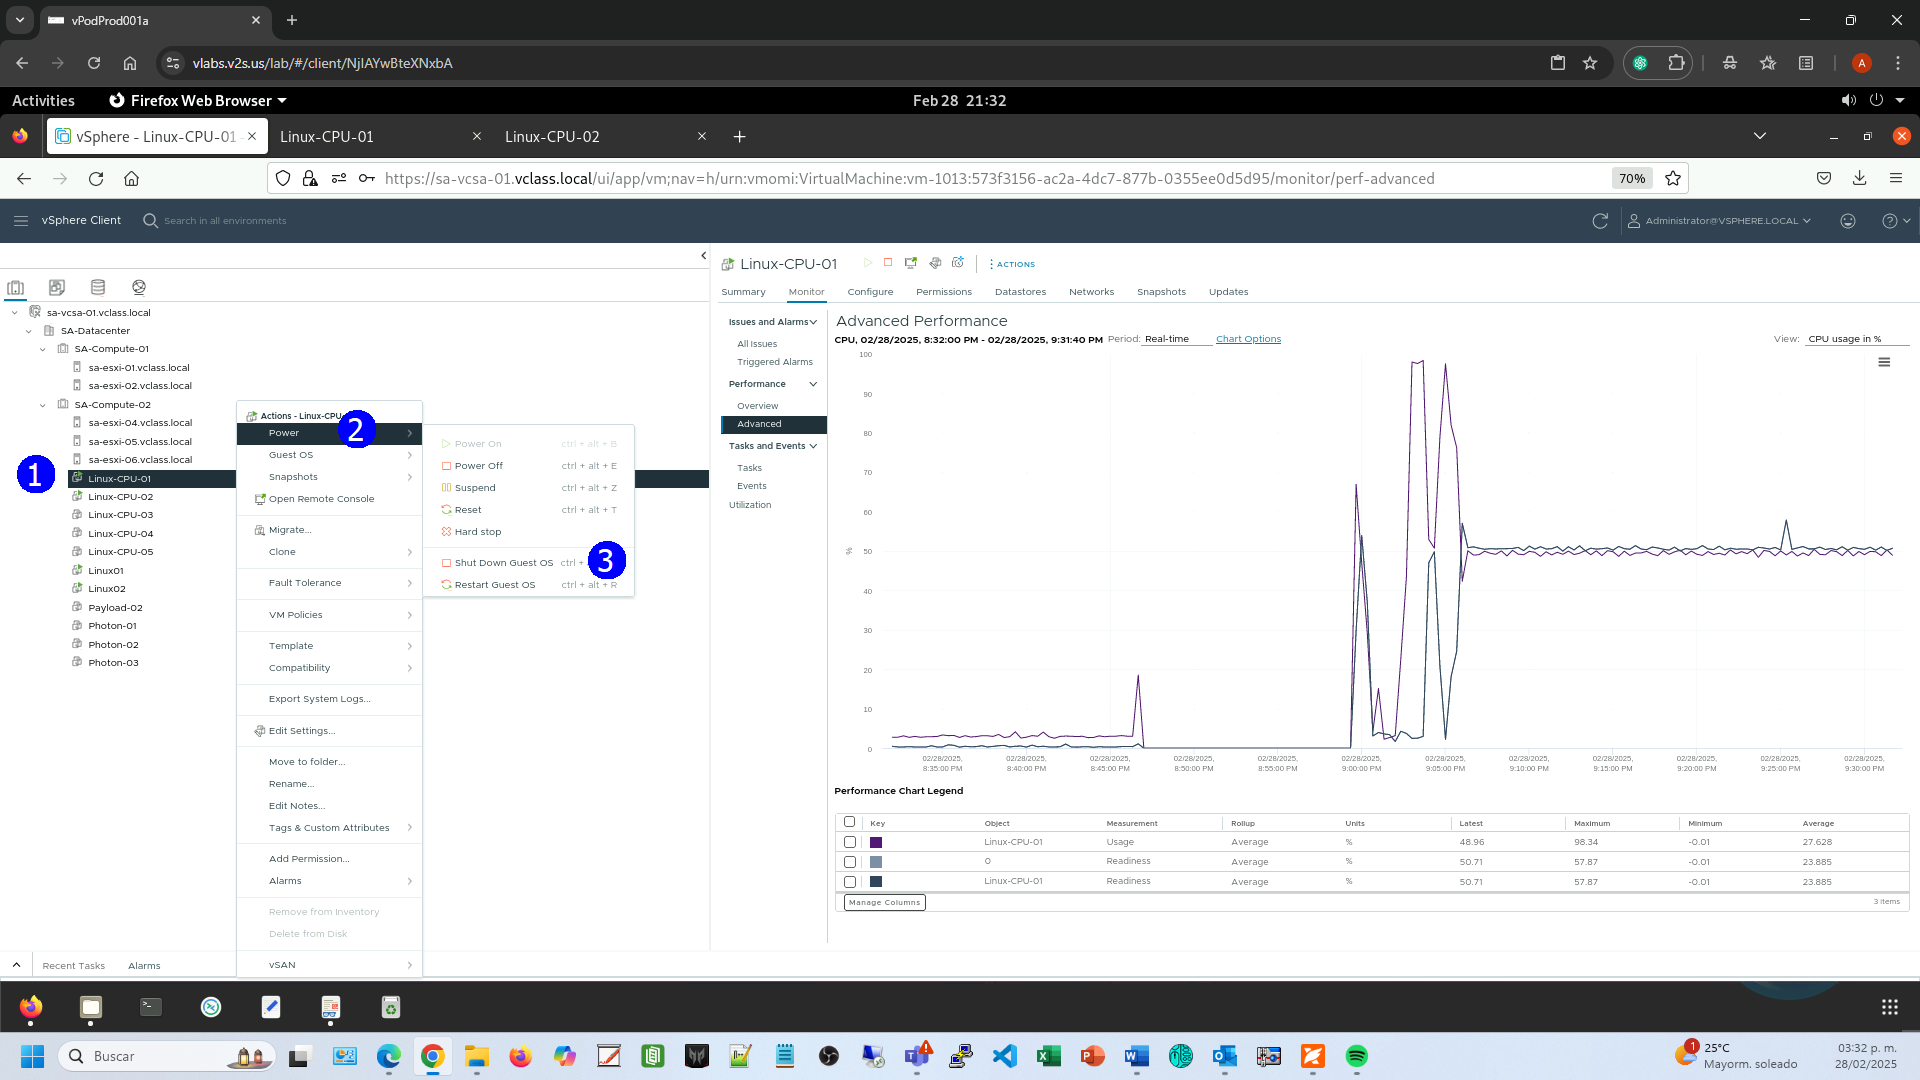 vPodProd001a
vlabs.v2s.us/lab/#/client/NjIAYwBteXNxbA
A
Activities
Firefox Web Browser
Feb 28 21:32
vSphere - Linux-CPU-01
Linux-CPU-01
Linux-CPU-02
https://sa-vcsa-01.vclass.local/ui/app/vm;nav=h/urn:vmomi:VirtualMachine:vm-1013:573f3156-ac2a-4dc7-877b-0355ee0d5d95/monitor/perf-advanced
70%
vSphere Client
Search in all environments
Administrator@VSPHERE.LOCAL
sa-vcsa-01.vclass.local
SA-Datacenter
SA-Compute-01
sa-esxi-01.vclass.local
sa-esxi-02.vclass.local
SA-Compute-02
sa-esxi-04.vclass.local
sa-esxi-05.vclass.local
sa-esxi-06.vclass.local
1
Linux-CPU-01
Linux-CPU-02
Linux-CPU-03
Linux-CPU-04
Linux-CPU-05
Linux01
Linux02
Payload-02
Photon-01
Photon-02
Photon-03
Actions - Linux-CPU-
2
Power
Guest OS
Snapshots
Open Remote Console
Migrate...
Clone
Fault Tolerance
VM Policies
Template
Compatibility
Export System Logs...
Edit Settings...
Move to folder...
Rename...
Edit Notes...
Tags & Custom Attributes
Add Permission...
Alarms
Remove from Inventory
Delete from Disk
vSAN
Power On ctrl + alt + B
Power Off ctrl + alt + E
Suspend ctrl + alt + Z
Reset ctrl + alt + T
Hard stop
Shut Down Guest OS ctrl +
3
Restart Guest OS ctrl + alt + R
Linux-CPU-01
ACTIONS
Summary Monitor Configure Permissions Datastores Networks Snapshots Updates
Issues and Alarms
All Issues
Triggered Alarms
Performance
Overview
Advanced
Tasks and Events
Tasks
Events
Utilization
Advanced Performance
CPU, 02/28/2025, 8:32:00 PM - 02/28/2025, 9:31:40 PM Period: Real-time Chart Options View: CPU usage in %
100
90
80
70
60
50
40
30
20
10
0
%
02/28/2025, 8:35:00 PM
02/28/2025, 8:40:00 PM
02/28/2025, 8:45:00 PM
02/28/2025, 8:50:00 PM
02/28/2025, 8:55:00 PM
02/28/2025, 9:00:00 PM
02/28/2025, 9:05:00 PM
02/28/2025, 9:10:00 PM
02/28/2025, 9:15:00 PM
02/28/2025, 9:20:00 PM
02/28/2025, 9:25:00 PM
02/28/2025, 9:30:00 PM
Performance Chart Legend
Key Object Measurement Rollup Units Latest Maximum Minimum Average
Linux-CPU-01 Usage Average % 48.96 98.34 -0.01 27.628
0 Readiness Average % 50.71 57.87 -0.01 23.885
Linux-CPU-01 Readiness Average % 50.71 57.87 -0.01 23.885
Manage Columns
3 items
Recent Tasks Alarms
Buscar
1
25°C
Mayorm. soleado
03:32 p. m.
28/02/2025